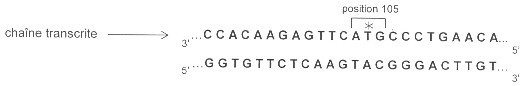 position 105
*
chaîne transcrite
3' ...CCACAAGAGTTCATGCCCTGAACA... 5'
5' ...GGTGTTCTCAAGTACGGGACTTGT... 3'